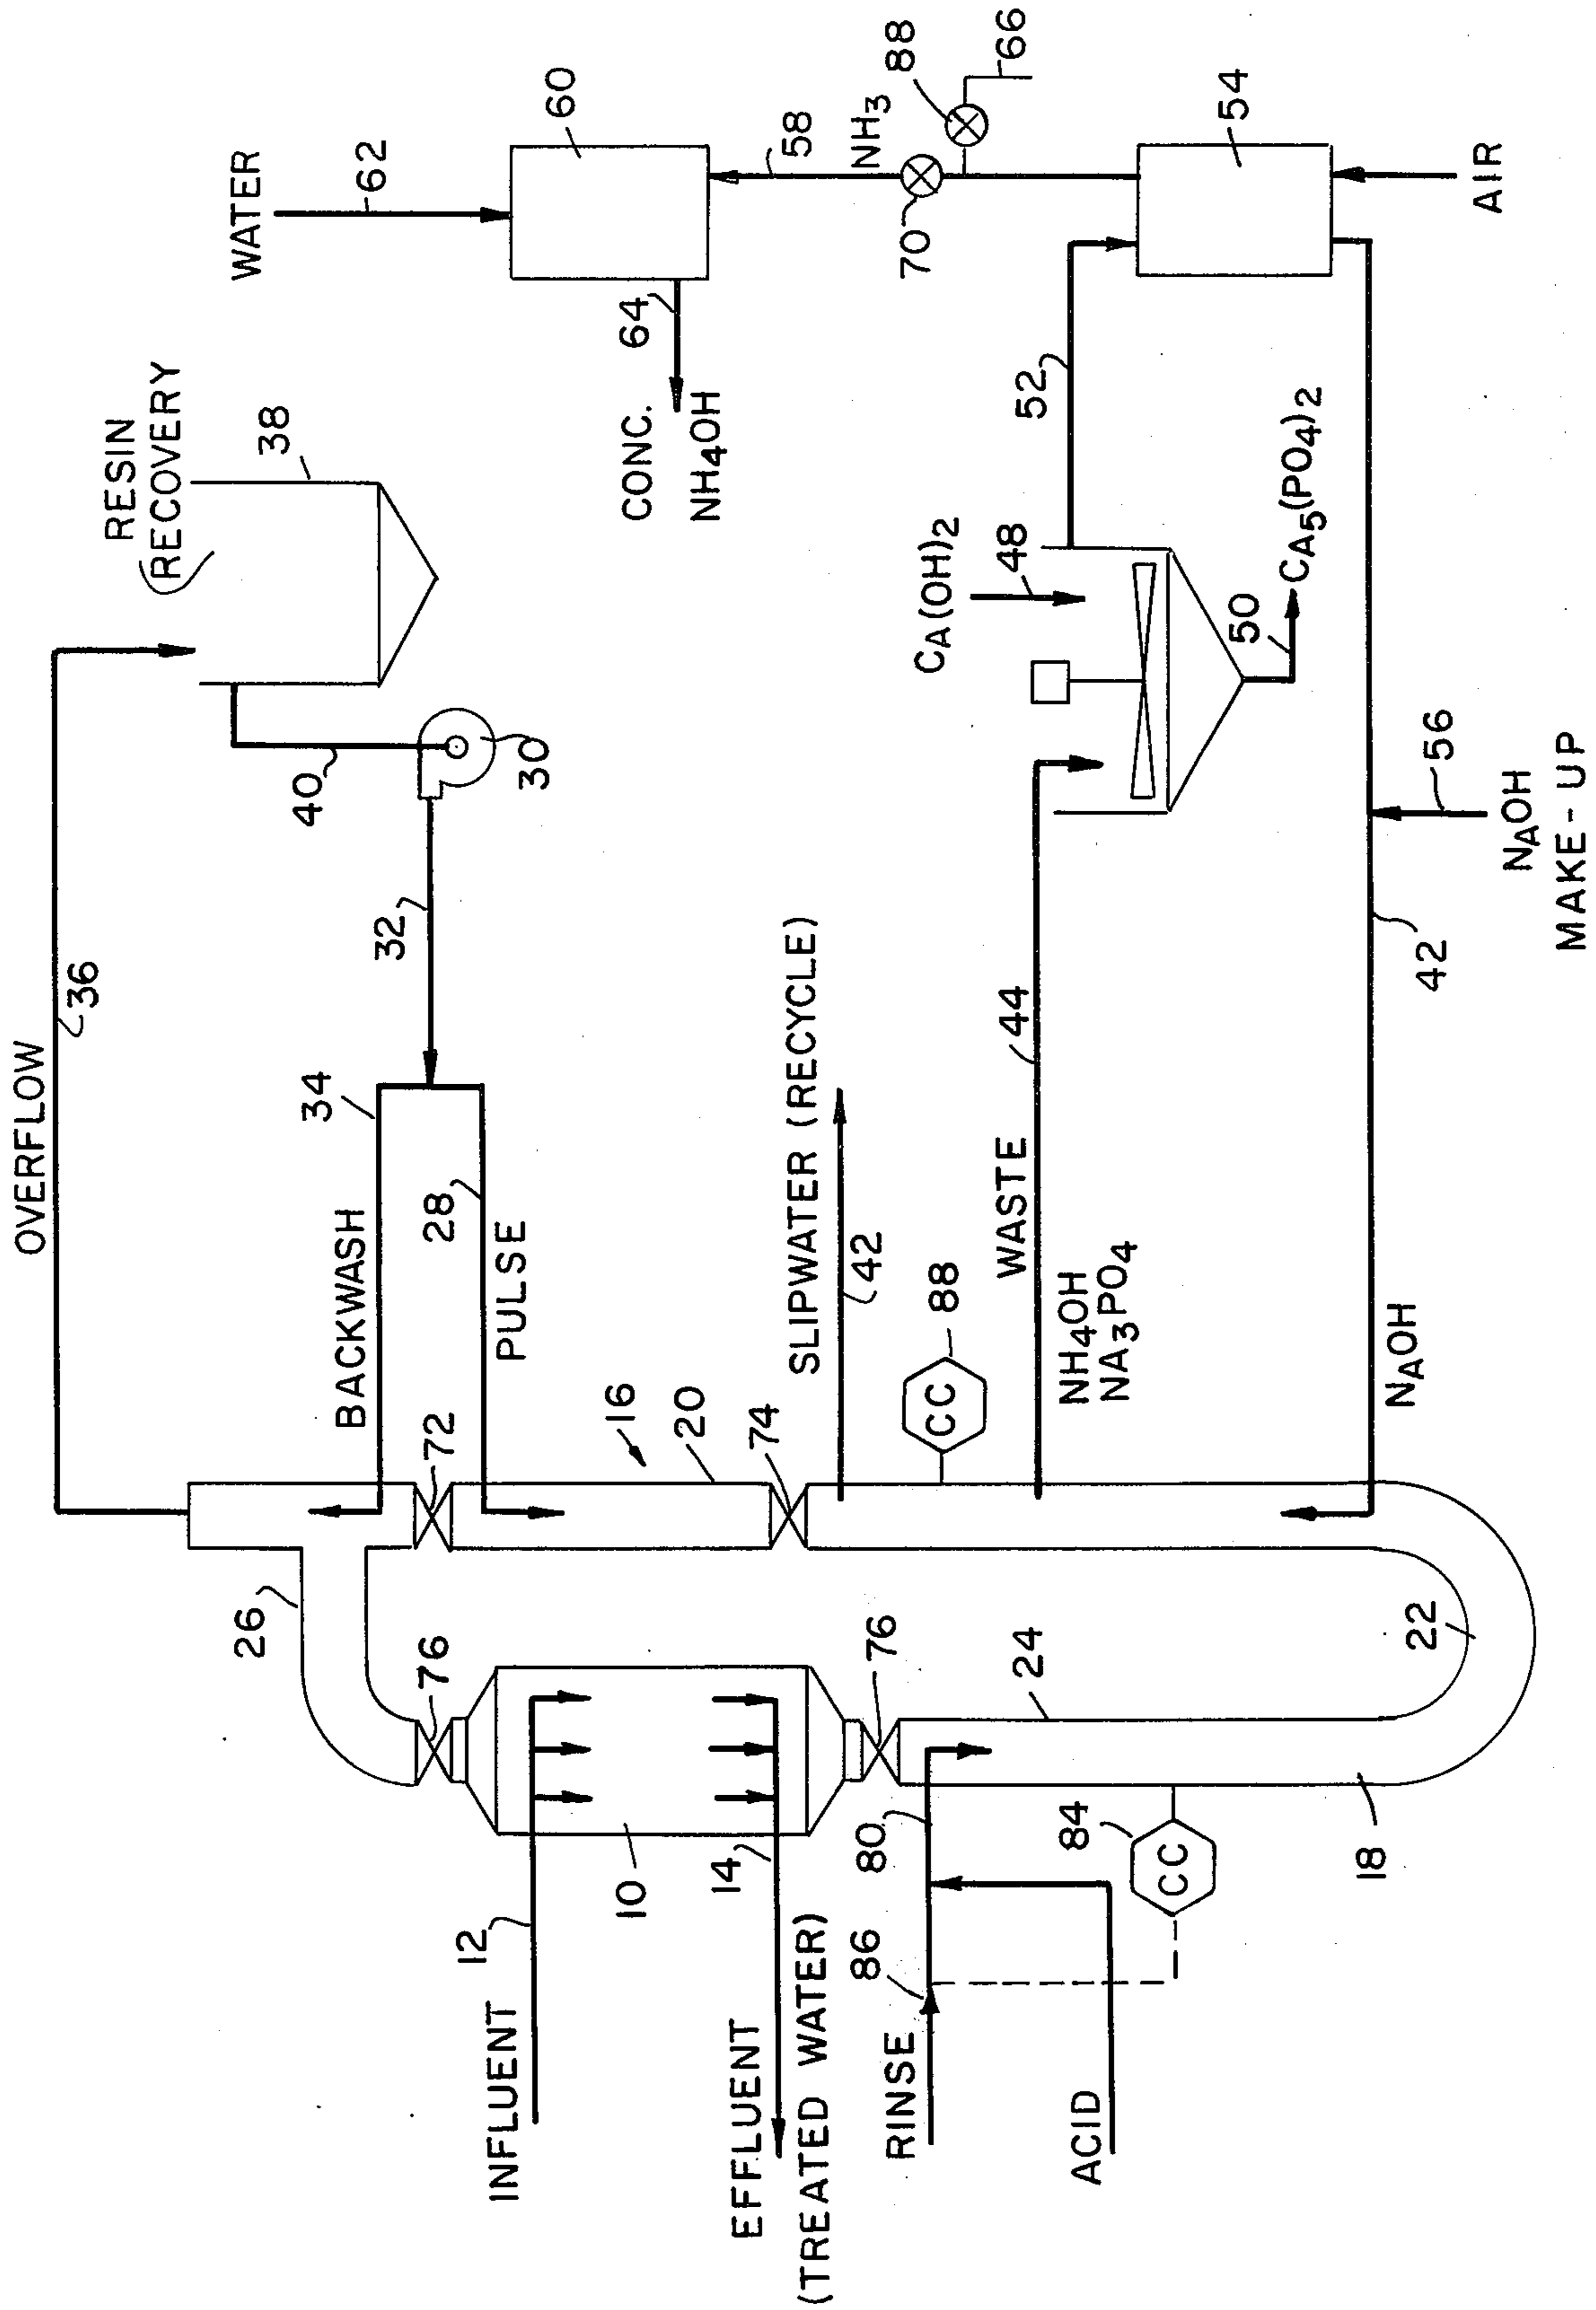 OVERFLOW
36
RESIN
RECOVERY
38
WATER
62
60
BACKWASH
34
40
30
32
CONC.
NH4OH
64
58
NH3
88
66
70
26
72
28
PULSE
76
16
20
74
SLIPWATER (RECYCLE)
42
88
CC
WASTE
44
NH4OH
NA3PO4
CA(OH)2
48
52
54
50
CA5(PO4)2
AIR
INFLUENT
12
10
14
EFFLUENT
(TREATED WATER)
76
RINSE
86
80
24
ACID
84
CC
18
22
NAOH
42
56
NAOH
MAKE-UP